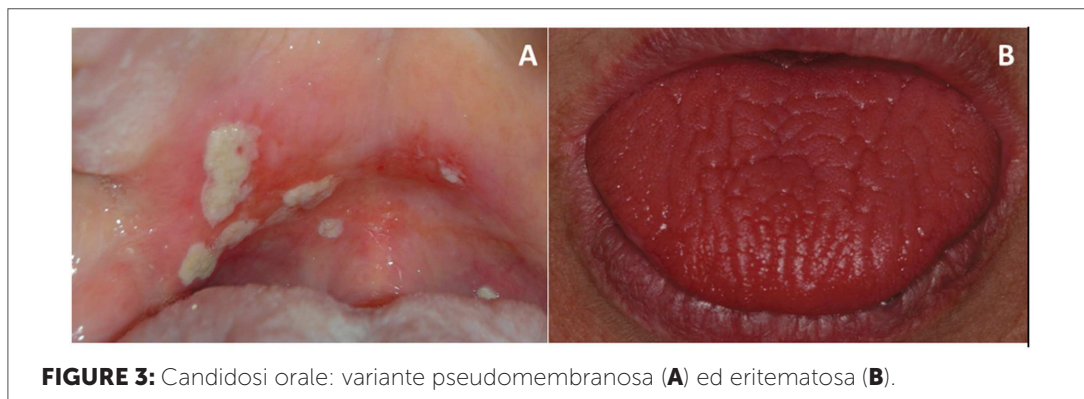 A
B
FIGURE 3: Candidosi orale: variante pseudomembranosa (A) ed eritematosa (B).